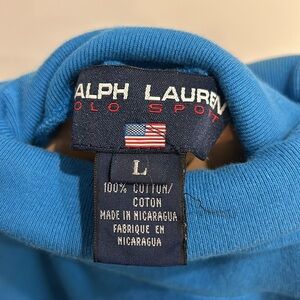 RALPH LAUREN
POLO SPORT
L
100% COTTON/
COTON
MADE IN NICARAGUA
FABRIQUE EN
NICARAGUA